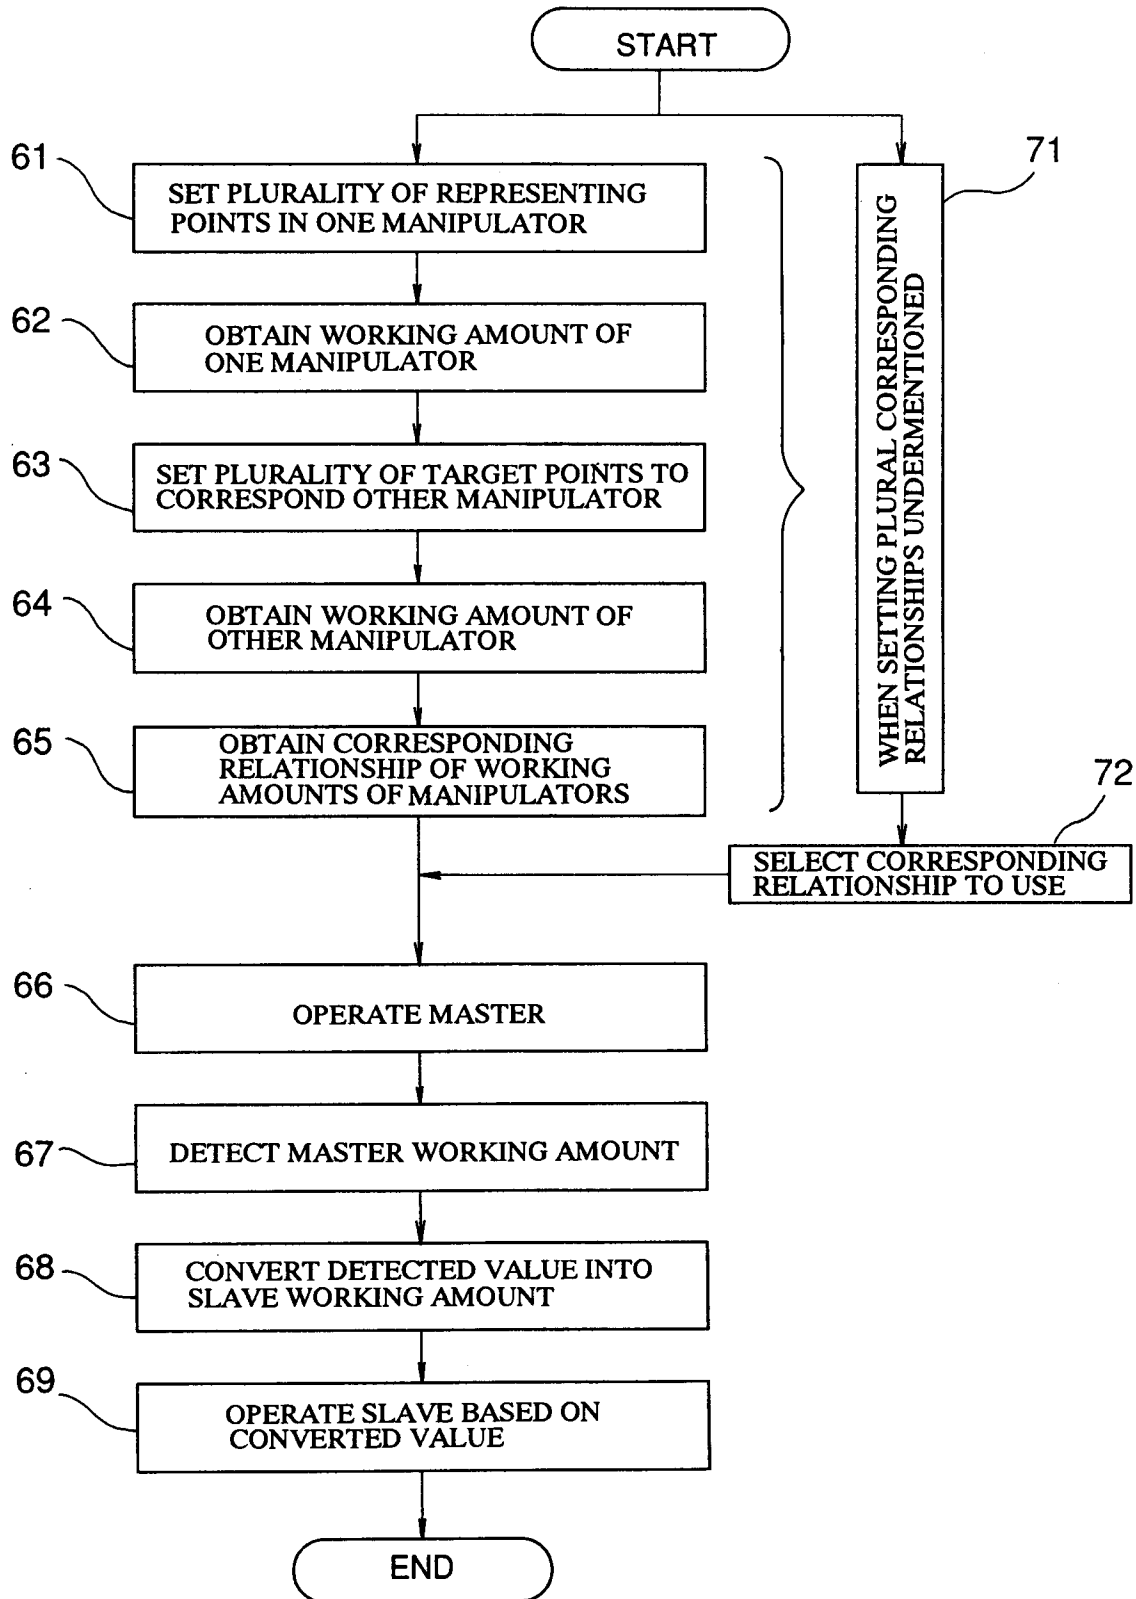 START
61
SET PLURALITY OF REPRESENTING
POINTS IN ONE MANIPULATOR
71
WHEN SETTING PLURAL CORRESPONDING
RELATIONSHIPS UNDERMENTIONED
62
OBTAIN WORKING AMOUNT OF
ONE MANIPULATOR
63
SET PLURALITY OF TARGET POINTS TO
CORRESPOND OTHER MANIPULATOR
64
OBTAIN WORKING AMOUNT OF
OTHER MANIPULATOR
65
OBTAIN CORRESPONDING
RELATIONSHIP OF WORKING
AMOUNTS OF MANIPULATORS
72
SELECT CORRESPONDING
RELATIONSHIP TO USE
66
OPERATE MASTER
67
DETECT MASTER WORKING AMOUNT
68
CONVERT DETECTED VALUE INTO
SLAVE WORKING AMOUNT
69
OPERATE SLAVE BASED ON
CONVERTED VALUE
END